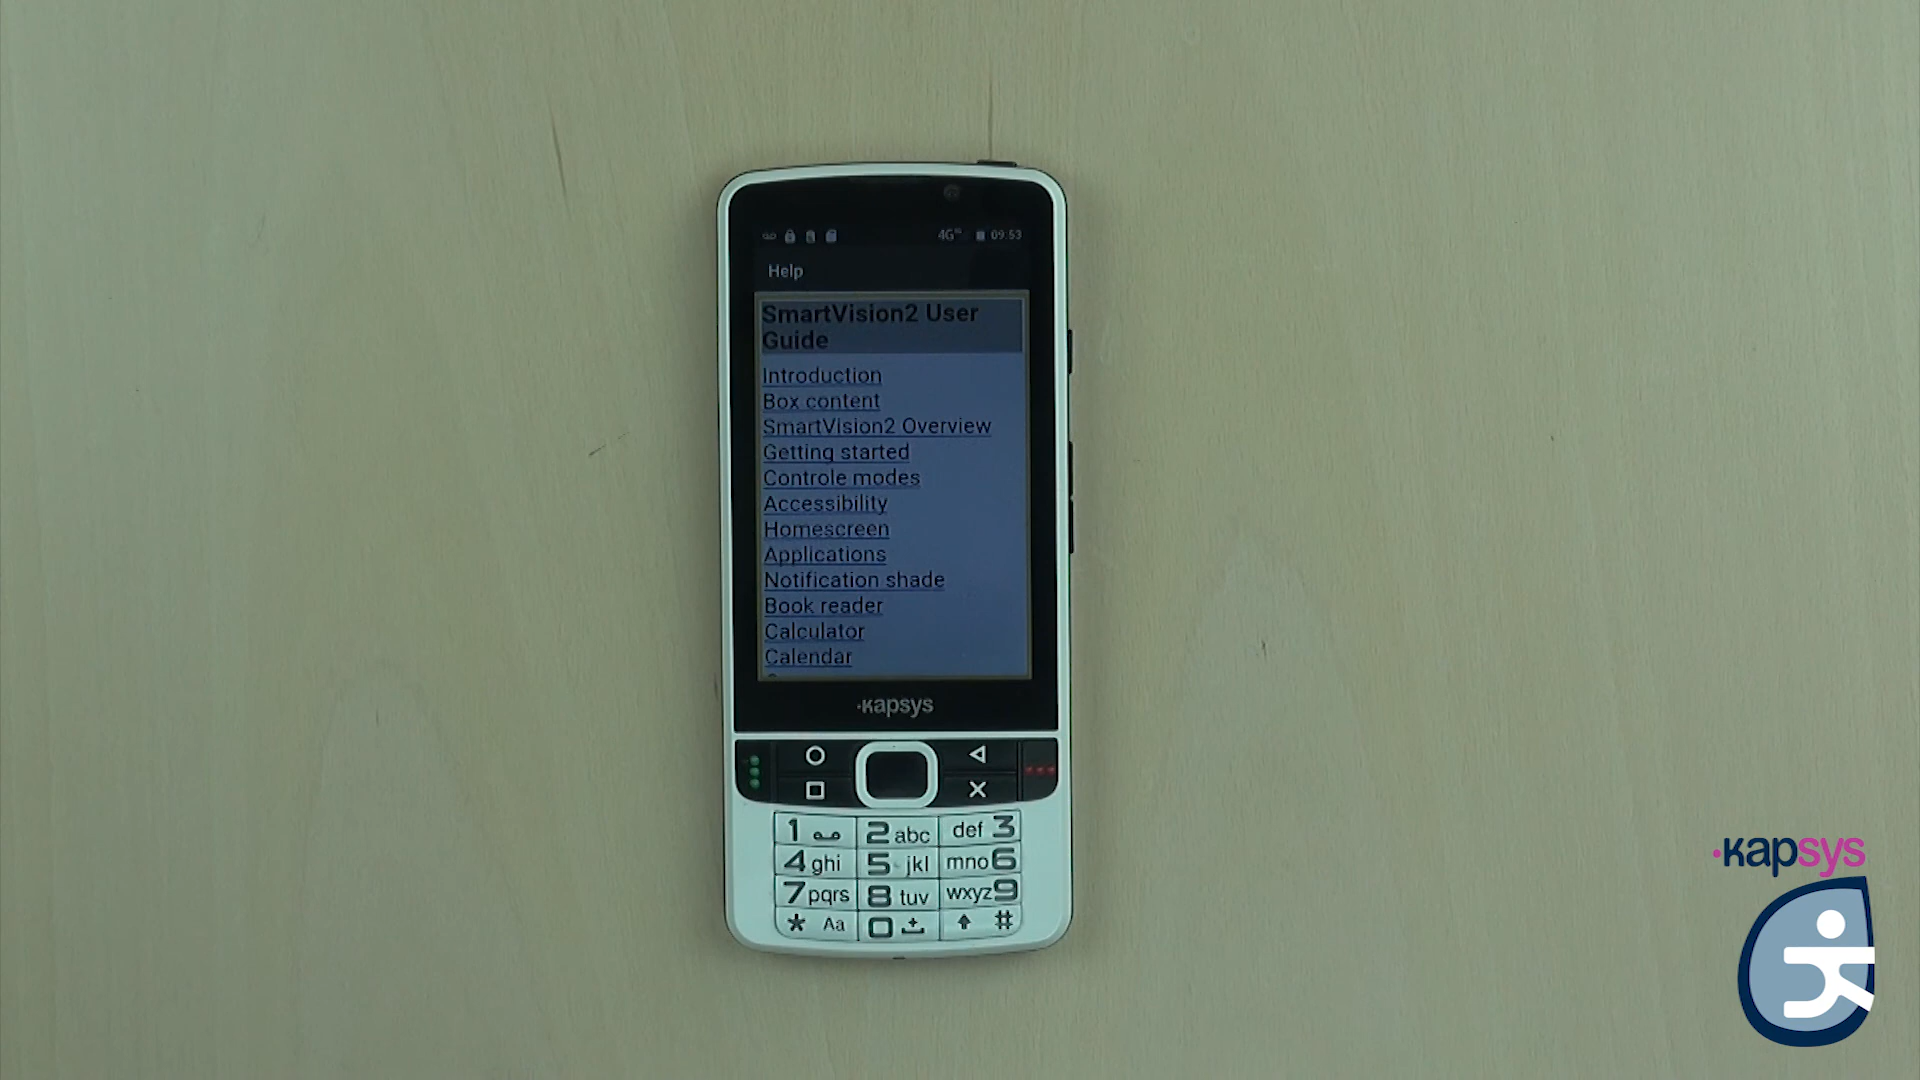 4G 09:53
Help
SmartVision2 User
Guide
Introduction
Box content
SmartVision2 Overview
Getting started
Controle modes
Accessibility
Homescreen
Applications
Notification shade
Book reader
Calculator
Calendar
kapsys
1 2 abc def 3
4 ghi 5 jkl mno 6
7 pqrs 8 tuv wxyz 9
* Aa 0 #
kapsys